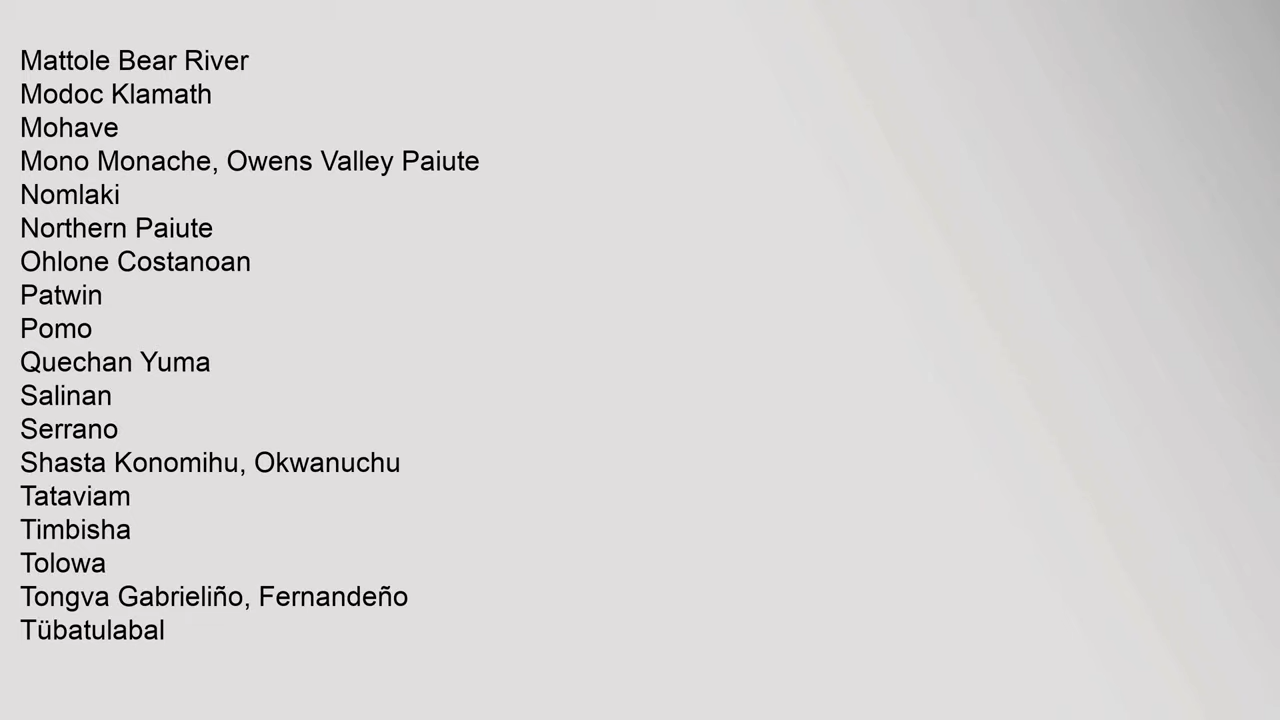 Mattole Bear River
Modoc Klamath
Mohave
Mono Monache, Owens Valley Paiute
Nomlaki
Northern Paiute
Ohlone Costanoan
Patwin
Pomo
Quechan Yuma
Salinan
Serrano
Shasta Konomihu, Okwanuchu
Tataviam
Timbisha
Tolowa
Tongva Gabrieliño, Fernandeño
Tübatulabal